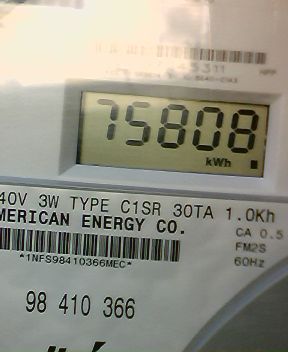 75808
kWh
40V 3W TYPE C1SR 30TA 1.0Kh
MERICAN ENERGY CO.
CA 0.5
FM2S
*1NFS98410366MEC*
60Hz
98 410 366